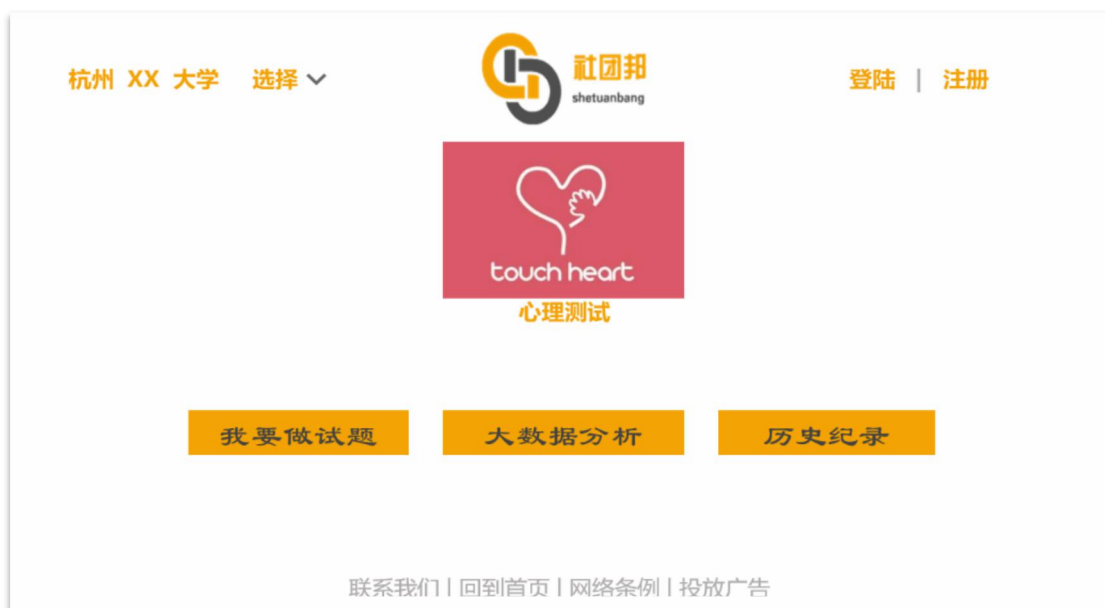 杭州 XX 大学 选择
社团邦
shetuanbang
登陆 | 注册
touch heart
心理测试
我要做试题 大数据分析 历史纪录
联系我们 | 回到首页 | 网络条例 | 投放广告